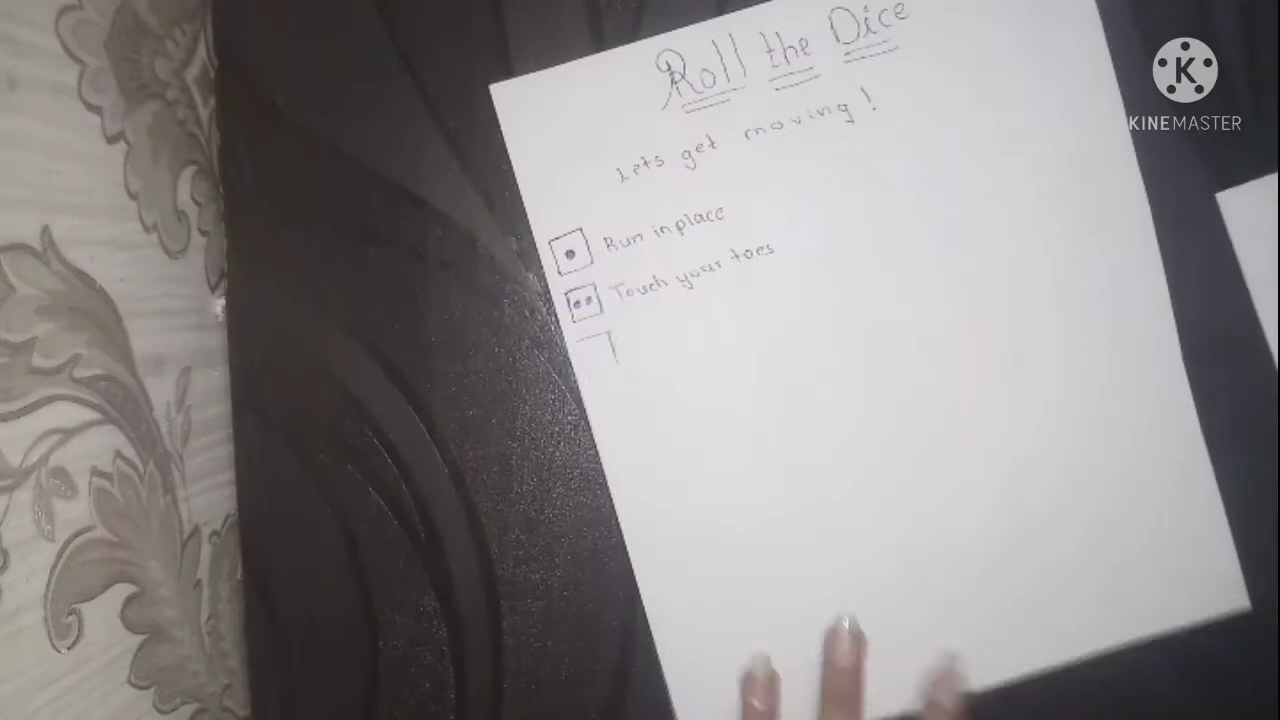 Roll the Dice
Lets get moving!
Run in place
Touch your toes
K
KINEMASTER